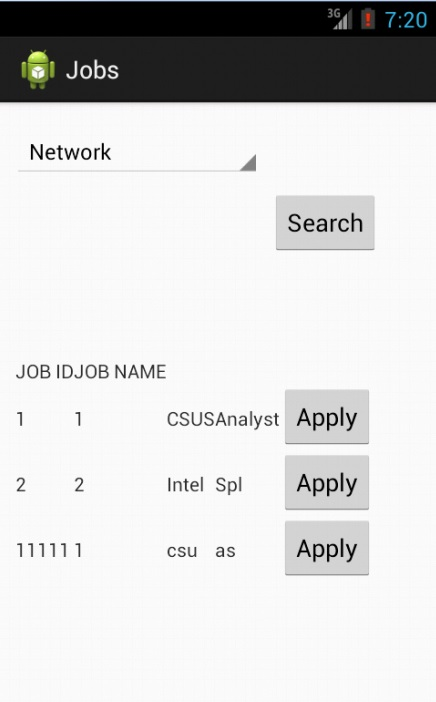 3G 7:20
Jobs
Network
Search
JOB IDJOB NAME
1 1 CSUSAnalyst Apply
2 2 Intel Spl Apply
11111 1 csu as Apply